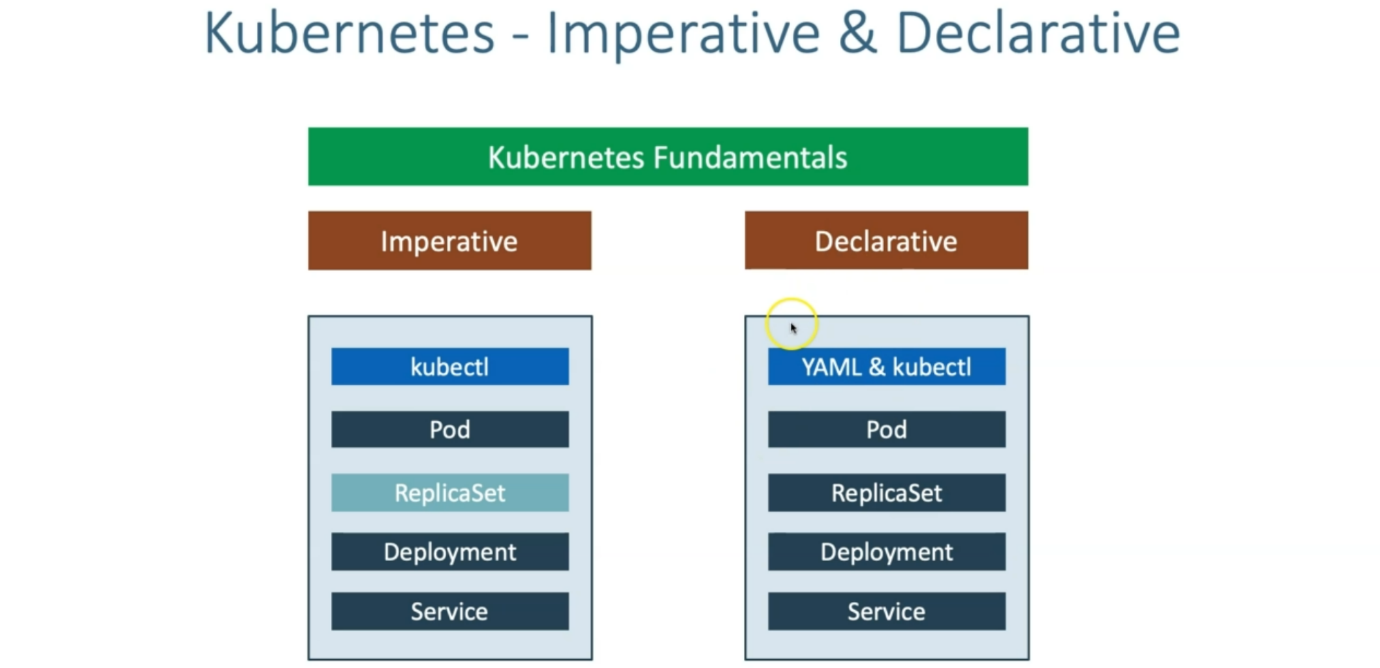 Kubernetes - Imperative & Declarative
Kubernetes Fundamentals
Imperative
kubectl
Pod
ReplicaSet
Deployment
Service
Declarative
YAML & kubectl
Pod
ReplicaSet
Deployment
Service